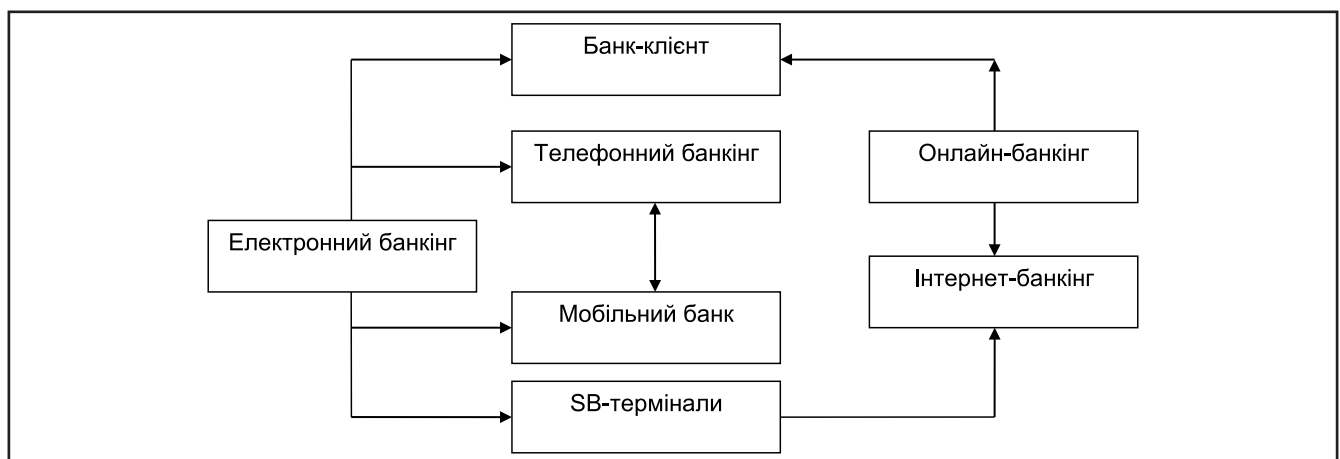 Банк-клієнт
Телефонний банкінг
Онлайн-банкінг
Електронний банкінг
Інтернет-банкінг
Мобільний банк
SB-термінали